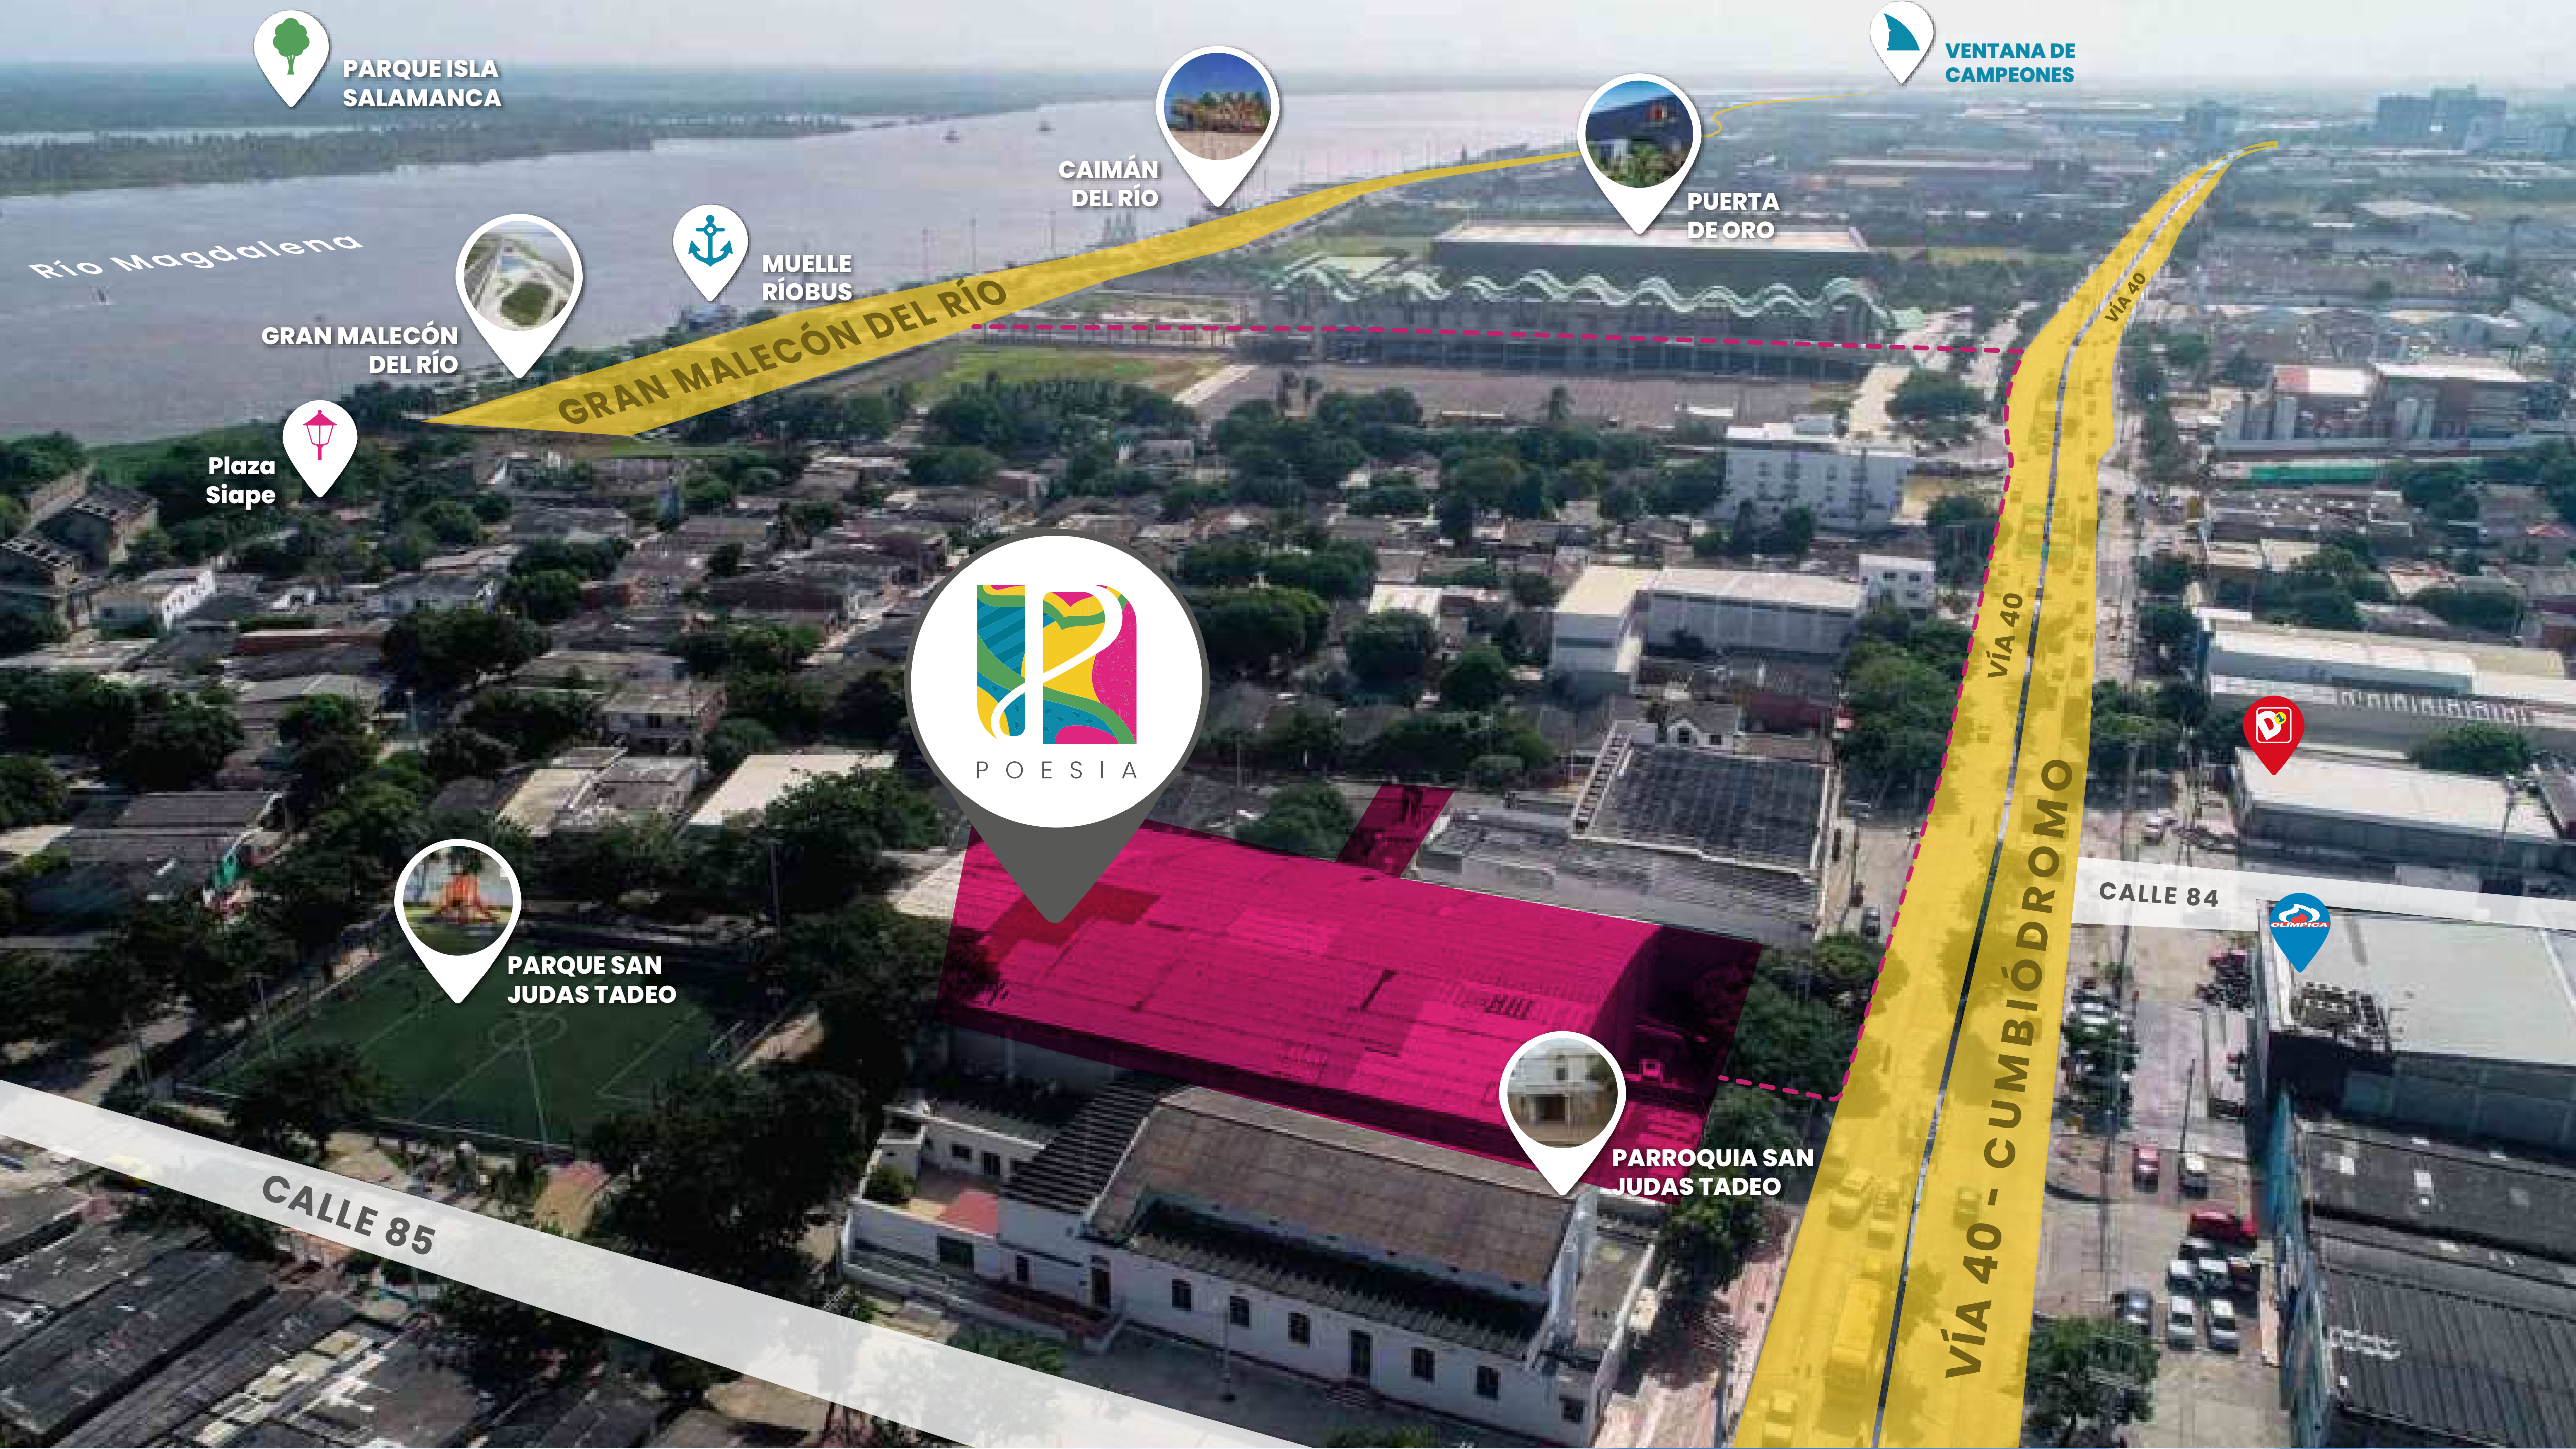 VENTANA DE
CAMPEONES
PARQUE ISLA
SALAMANCA
CAIMÁN
DEL RÍO
PUERTA
DE ORO
Río Magdalena
MUELLE
RÍOBUS
GRAN MALECÓN
DEL RÍO
GRAN MALECÓN DEL RÍO
VÍA 40
Plaza
Siape
VÍA 40
D1
POESIA
CALLE 84
OLIMPICA
PARQUE SAN
JUDAS TADEO
VÍA 40 - CUMBIÓDROMO
PARROQUIA SAN
JUDAS TADEO
CALLE 85